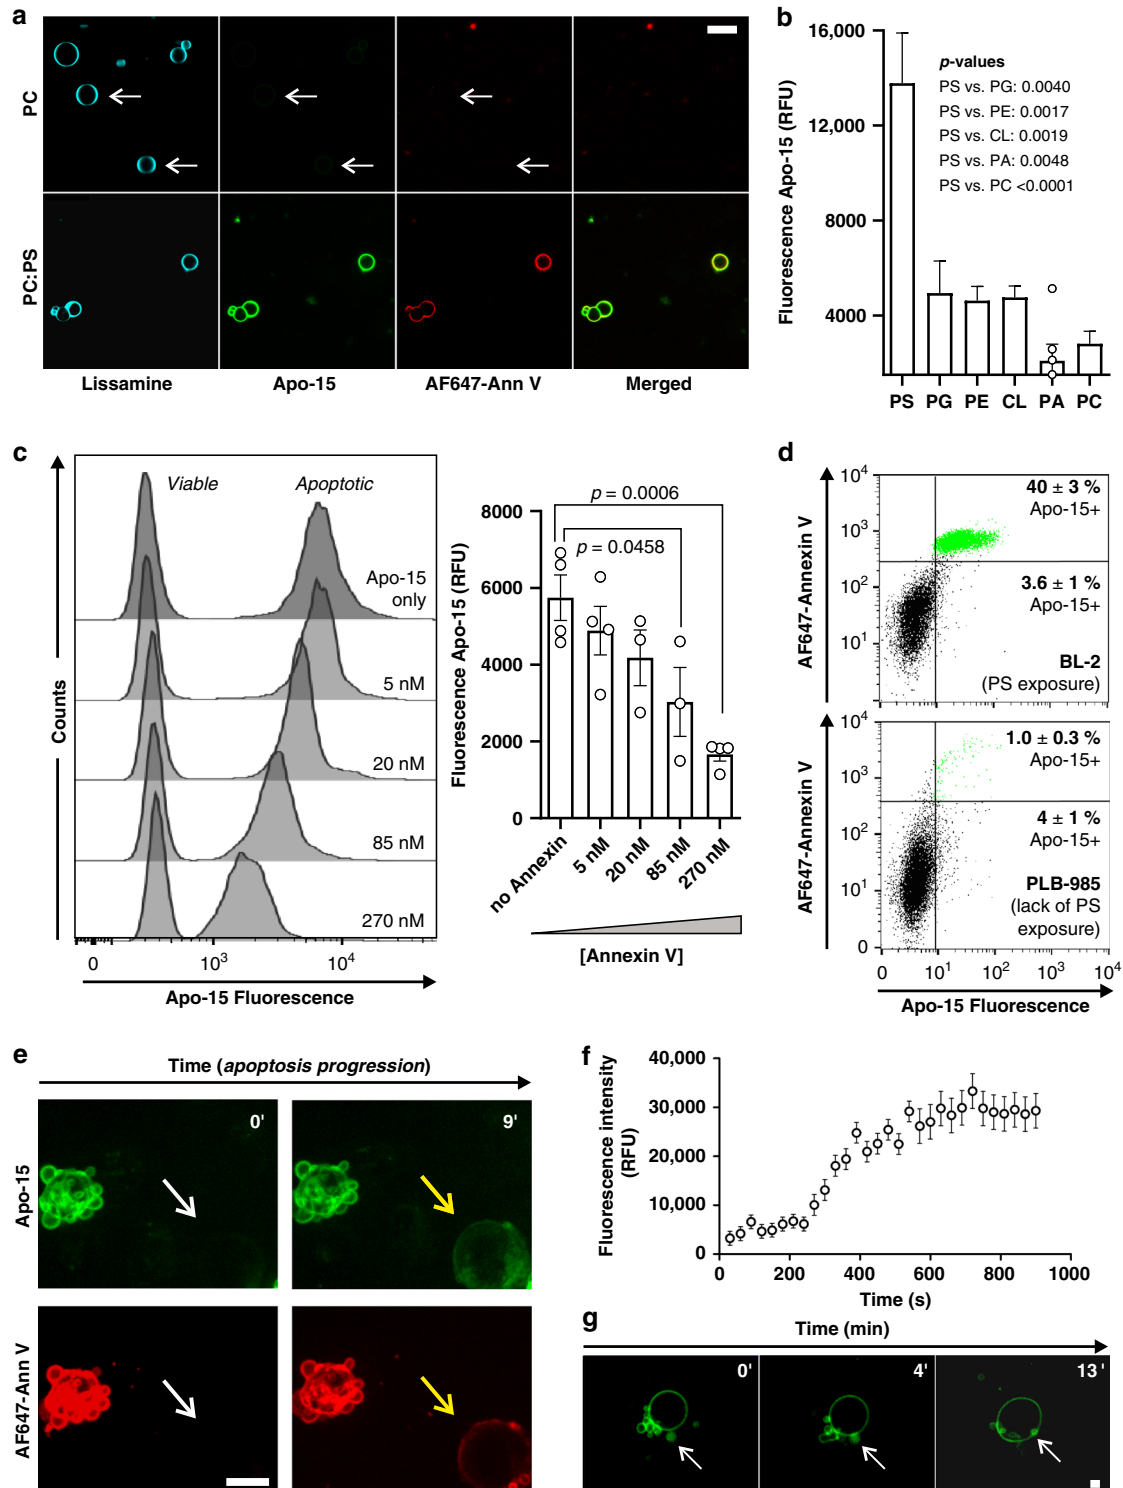 a
PC
PC:PS
Lissamine
Apo-15
AF647-Ann V
Merged
b
Fluorescence Apo-15 (RFU)
16,000
12,000
8000
4000
p-values
PS vs. PG: 0.0040
PS vs. PE: 0.0017
PS vs. CL: 0.0019
PS vs. PA: 0.0048
PS vs. PC <0.0001
PS PG PE CL PA PC
c
Counts
Viable
Apoptotic
Apo-15
only
5 nM
20 nM
85 nM
270 nM
0 10³ 10⁴
Apo-15 Fluorescence
Fluorescence Apo-15 (RFU)
8000
6000
4000
2000
0
p = 0.0006
p = 0.0458
no Annexin
5 nM
20 nM
85 nM
270 nM
[Annexin V]
d
AF647-Annexin V
10⁴
10³
10²
10¹
40 ± 3 %
Apo-15+
3.6 ± 1 %
Apo-15+
BL-2
(PS exposure)
AF647-Annexin V
10⁴
10³
10²
10¹
0
1.0 ± 0.3 %
Apo-15+
4 ± 1 %
Apo-15+
PLB-985
(lack of PS
exposure)
0 10¹ 10² 10³ 10⁴
Apo-15 Fluorescence
e
Time (apoptosis progression)
Apo-15
0'
9'
AF647-Ann V
f
Fluorescence intensity
(RFU)
40,000
30,000
20,000
10,000
0
0 200 400 600 800 1000
Time (s)
g
Time (min)
0'
4'
13'